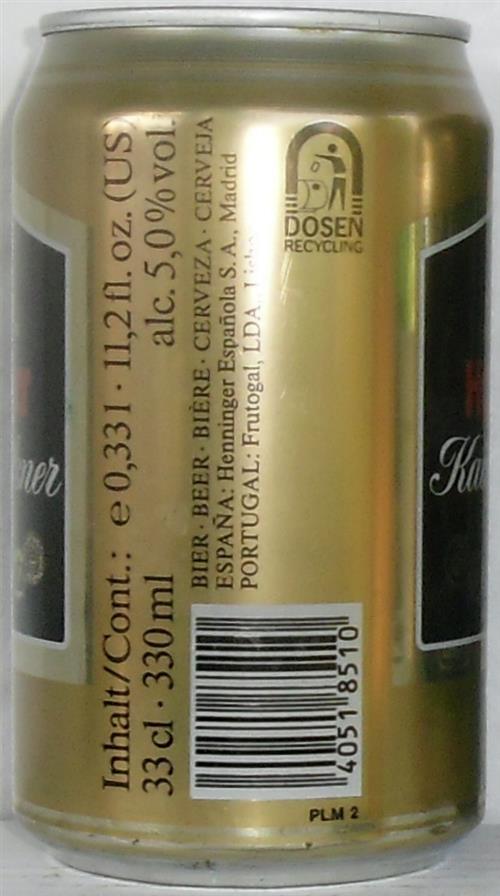 Inhalt/Cont.: e 0,33 l · 11,2 fl. oz. (US)
33 cl · 330 ml alc. 5,0 % vol.
BIER · BEER · BIÈRE · CERVEZA · CERVEJA
ESPAÑA: Henninger Española S. A., Madrid
PORTUGAL: Frutogal, LDA.,
DOSEN
RECYCLING
4051 8510
PLM 2